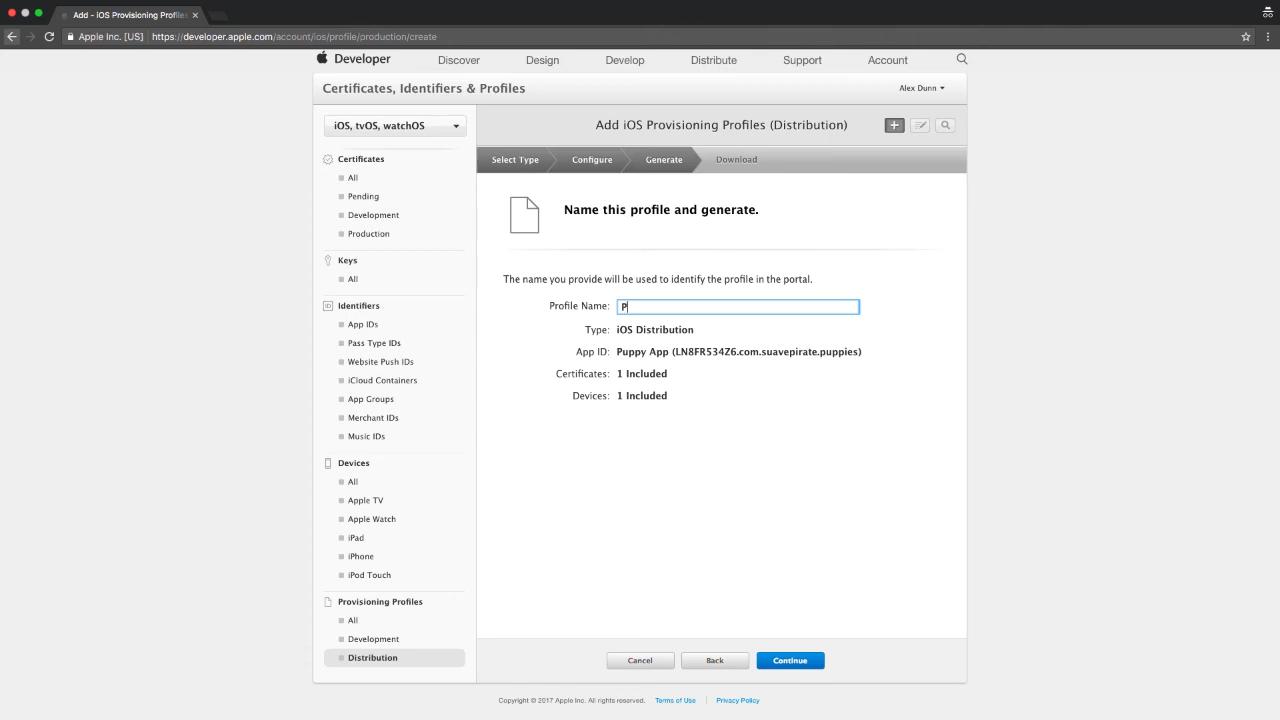 Add - iOS Provisioning Profiles
Apple Inc. [US] https://developer.apple.com/account/ios/profile/production/create
Developer Discover Design Develop Distribute Support Account
Certificates, Identifiers & Profiles Alex Dunn
iOS, tvOS, watchOS
Certificates
All
Pending
Development
Production
Keys
All
ID Identifiers
App IDs
Pass Type IDs
Website Push IDs
iCloud Containers
App Groups
Merchant IDs
Music IDs
Devices
All
Apple TV
Apple Watch
iPad
iPhone
iPod Touch
Provisioning Profiles
All
Development
Distribution
Add iOS Provisioning Profiles (Distribution)
Select Type Configure Generate Download
Name this profile and generate.
The name you provide will be used to identify the profile in the portal.
Profile Name: P
Type: iOS Distribution
App ID: Puppy App (LN8FR534Z6.com.suavepirate.puppies)
Certificates: 1 Included
Devices: 1 Included
Cancel Back Continue
Copyright © 2017 Apple Inc. All rights reserved. Terms of Use | Privacy Policy